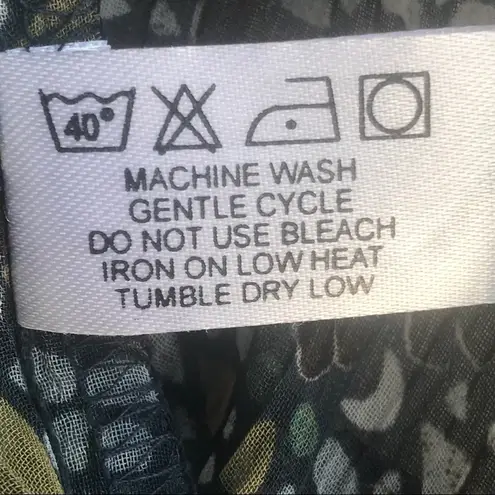 40°
MACHINE WASH
GENTLE CYCLE
DO NOT USE BLEACH
IRON ON LOW HEAT
TUMBLE DRY LOW